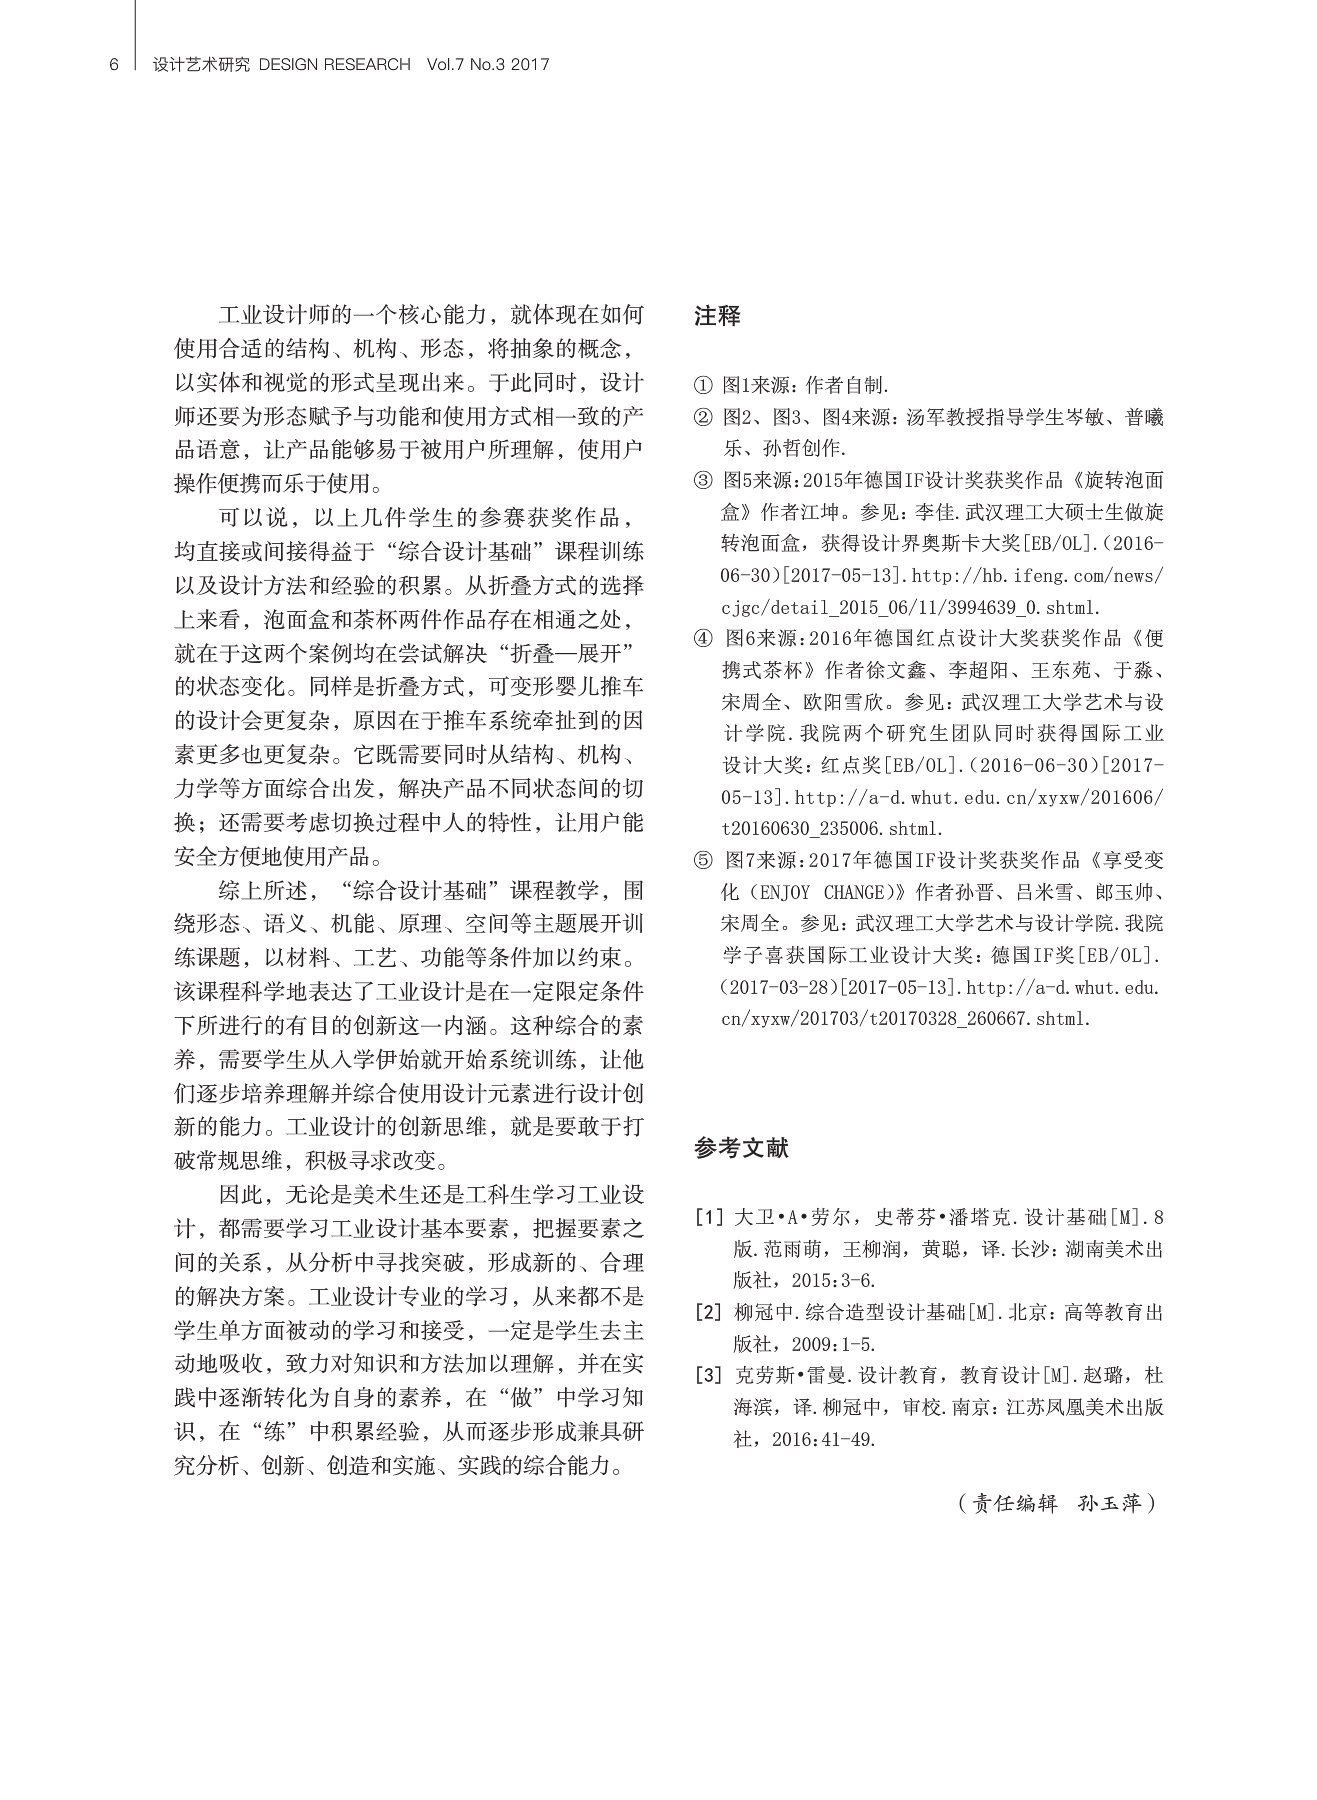 6 设计艺术研究 DESIGN RESEARCH Vol.7 No.3 2017
工业设计师的一个核心能力，就体现在如何
使用合适的结构、机构、形态，将抽象的概念，
以实体和视觉的形式呈现出来。于此同时，设计
师还要为形态赋予与功能和使用方式相一致的产
品语意，让产品能够易于被用户所理解，使用户
操作便携而乐于使用。
可以说，以上几件学生的参赛获奖作品，
均直接或间接得益于“综合设计基础”课程训练
以及设计方法和经验的积累。从折叠方式的选择
上来看，泡面盒和茶杯两件作品存在相通之处，
就在于这两个案例均在尝试解决“折叠—展开”
的状态变化。同样是折叠方式，可变形婴儿推车
的设计会更复杂，原因在于推车系统牵扯到的因
素更多也更复杂。它既需要同时从结构、机构、
力学等方面综合出发，解决产品不同状态间的切
换；还需要考虑切换过程中人的特性，让用户能
安全方便地使用产品。
综上所述，“综合设计基础”课程教学，围
绕形态、语义、机能、原理、空间等主题展开训
练课题，以材料、工艺、功能等条件加以约束。
该课程科学地表达了工业设计是在一定限定条件
下所进行的有目的创新这一内涵。这种综合的素
养，需要学生从入学伊始就开始系统训练，让他
们逐步培养理解并综合使用设计元素进行设计创
新的能力。工业设计的创新思维，就是要敢于打
破常规思维，积极寻求改变。
因此，无论是美术生还是工科生学习工业设
计，都需要学习工业设计基本要素，把握要素之
间的关系，从分析中寻找突破，形成新的、合理
的解决方案。工业设计专业的学习，从来都不是
学生单方面被动的学习和接受，一定是学生去主
动地吸收，致力对知识和方法加以理解，并在实
践中逐渐转化为自身的素养，在“做”中学习知
识，在“练”中积累经验，从而逐步形成兼具研
究分析、创新、创造和实施、实践的综合能力。
注释
① 图1来源：作者自制.
② 图2、图3、图4来源：汤军教授指导学生岑敏、普曦
乐、孙哲创作.
③ 图5来源:2015年德国IF设计奖获奖作品《旋转泡面
盒》作者江坤。参见：李佳.武汉理工大硕士生做旋
转泡面盒，获得设计界奥斯卡大奖[EB/OL].(2016-
06-30)[2017-05-13].http://hb.ifeng.com/news/
cjgc/detail_2015_06/11/3994639_0.shtml.
④ 图6来源:2016年德国红点设计大奖获奖作品《便
携式茶杯》作者徐文鑫、李超阳、王东苑、于淼、
宋周全、欧阳雪欣。参见：武汉理工大学艺术与设
计学院.我院两个研究生团队同时获得国际工业
设计大奖：红点奖[EB/OL].(2016-06-30)[2017-
05-13].http://a-d.whut.edu.cn/xyxw/201606/
t20160630_235006.shtml.
⑤ 图7来源:2017年德国IF设计奖获奖作品《享受变
化（ENJOY CHANGE)》作者孙晋、吕米雪、郎玉帅、
宋周全。参见：武汉理工大学艺术与设计学院.我院
学子喜获国际工业设计大奖：德国IF奖[EB/OL].
(2017-03-28)[2017-05-13].http://a-d.whut.edu.
cn/xyxw/201703/t20170328_260667.shtml.
参考文献
[1] 大卫•A•劳尔，史蒂芬•潘塔克.设计基础[M].8
版.范雨萌，王柳润，黄聪，译.长沙：湖南美术出
版社，2015:3-6.
[2] 柳冠中.综合造型设计基础[M].北京：高等教育出
版社，2009:1-5.
[3] 克劳斯•雷曼.设计教育，教育设计[M].赵璐，杜
海滨，译.柳冠中，审校.南京：江苏凤凰美术出版
社，2016:41-49.
（责任编辑 孙玉萍）